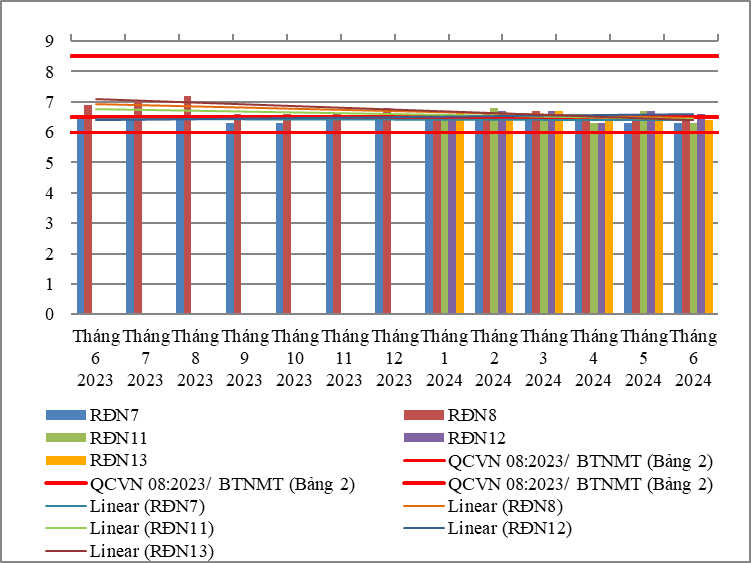 9
8
7
6
5
4
3
2
1
0
Tháng Tháng Tháng Tháng Tháng Tháng Tháng Tháng Tháng Tháng Tháng Tháng Tháng
6 7 8 9 10 11 12 1 2 3 4 5 6
2023 2023 2023 2023 2023 2023 2023 2024 2024 2024 2024 2024 2024
RĐN7 RĐN8
RĐN11 RĐN12
RĐN13 QCVN 08:2023/ BTNMT (Bảng 2)
QCVN 08:2023/ BTNMT (Bảng 2) QCVN 08:2023/ BTNMT (Bảng 2)
Linear (RĐN7) Linear (RĐN8)
Linear (RĐN11) Linear (RĐN12)
Linear (RĐN13)